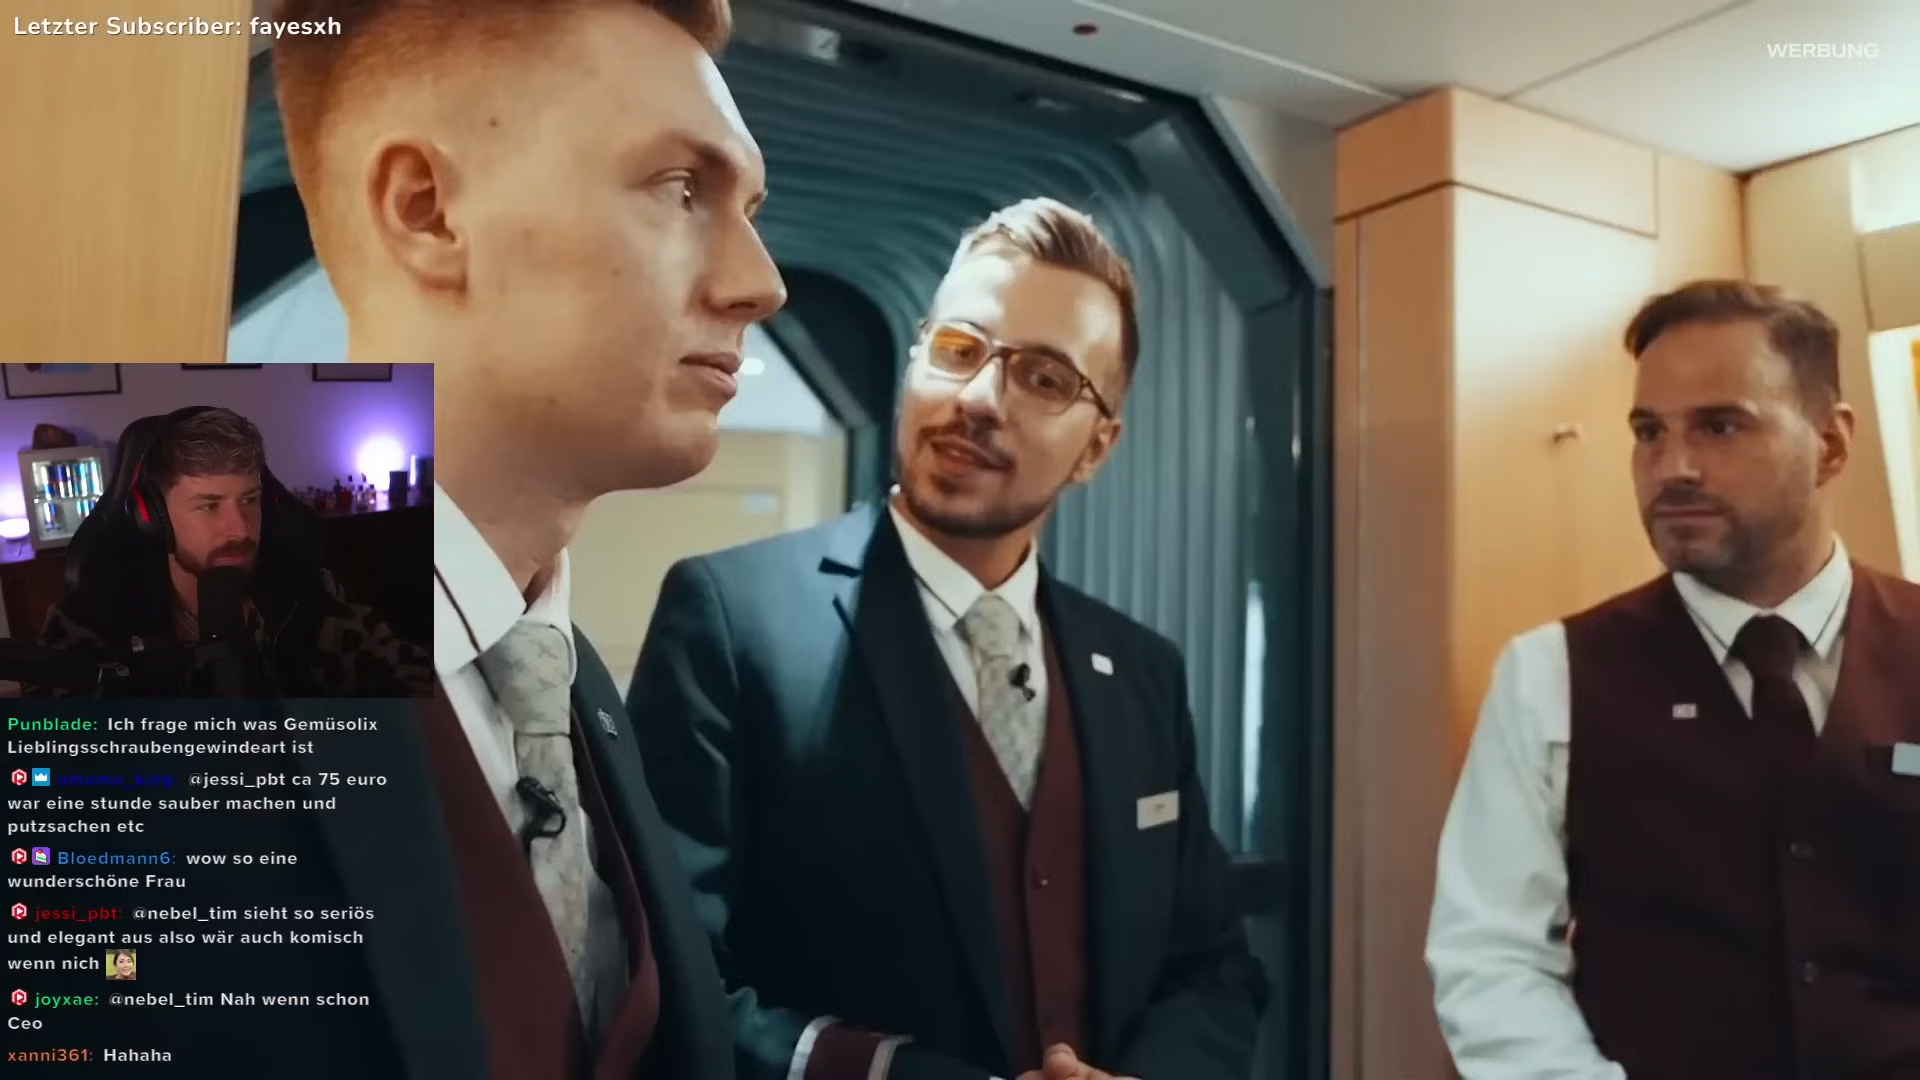 Letzter Subscriber: fayesxh
WERBUNG
Punblade: Ich frage mich was Gemüsolix
Lieblingsschraubengewindeart ist
amumu_king: @jessi_pbt ca 75 euro
war eine stunde sauber machen und
putzsachen etc
Bloedmann6: wow so eine
wunderschöne Frau
jessi_pbt: @nebel_tim sieht so seriös
und elegant aus also wär auch komisch
wenn nich
joyxae: @nebel_tim Nah wenn schon
Ceo
xanni361: Hahaha